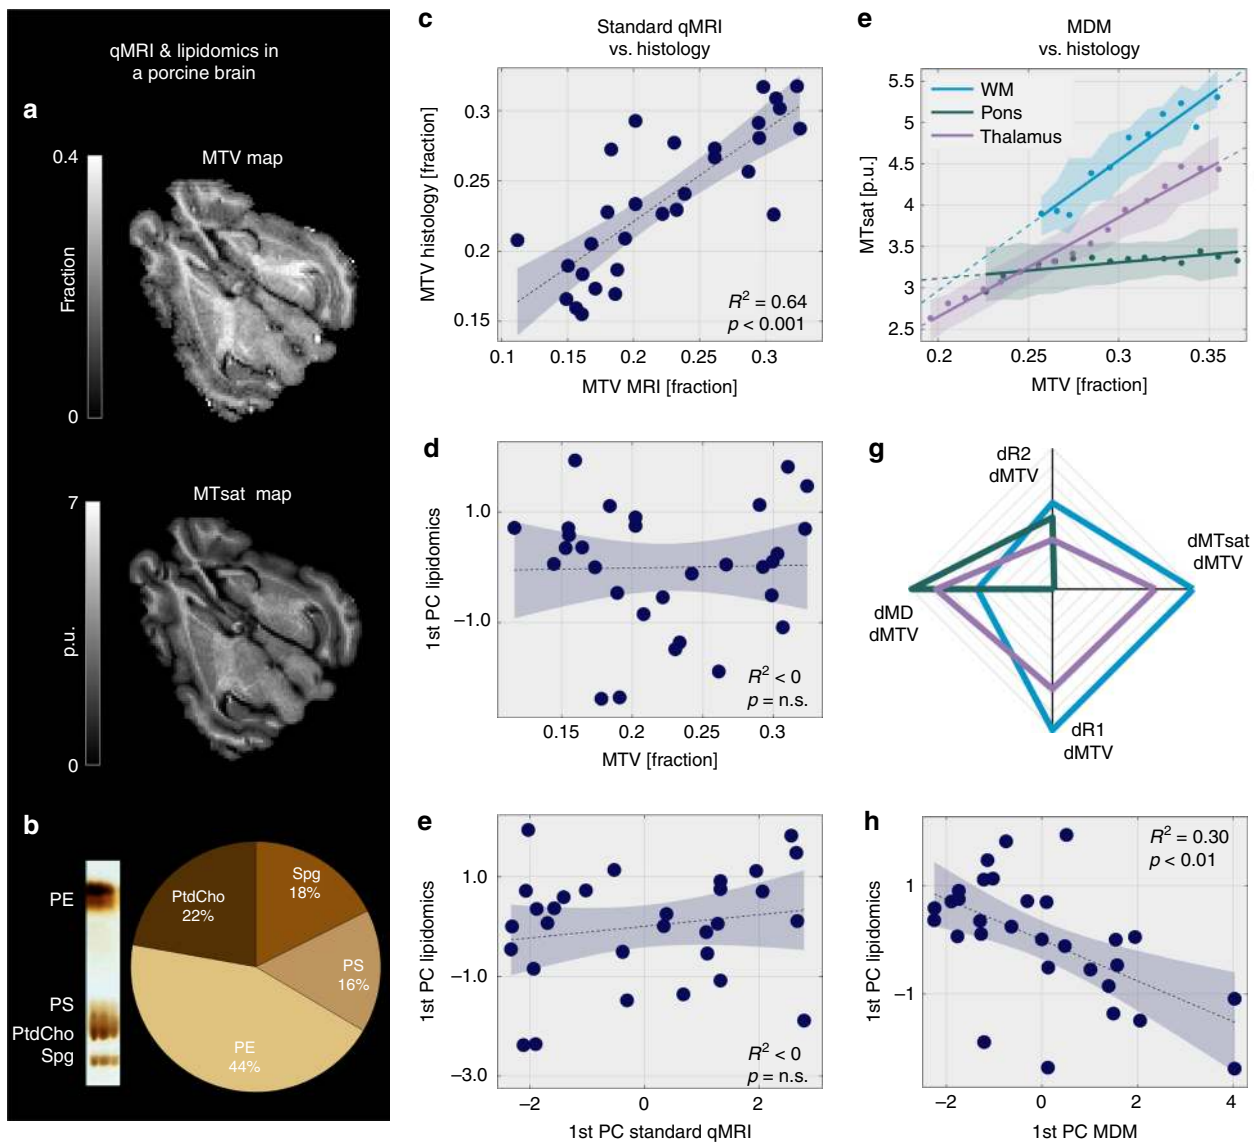 qMRI & lipidomics in
a porcine brain
a
MTV map
0.4
Fraction
0
MTsat map
7
p.u.
0
b
PE
PS
PtdCho
Spg
PtdCho
22%
Spg
18%
PS
16%
PE
44%
c
Standard qMRI
vs. histology
MTV histology [fraction]
0.3
0.25
0.2
0.15
R² = 0.64
p < 0.001
0.1
0.15
0.2
0.25
0.3
MTV MRI [fraction]
d
1st PC lipidomics
1.0
−1.0
R² < 0
p = n.s.
0.15
0.2
0.25
0.3
MTV [fraction]
e
1st PC lipidomics
1.0
−1.0
−3.0
R² < 0
p = n.s.
−2
0
2
1st PC standard qMRI
e
MDM
vs. histology
MTsat [p.u.]
5.5
5
4.5
4
3.5
3
2.5
WM
Pons
Thalamus
0.2
0.25
0.3
0.35
MTV [fraction]
g
dR2
dMTV
dMTsat
dMTV
dMD
dMTV
dR1
dMTV
h
1st PC lipidomics
1
−1
R² = 0.30
p < 0.01
−2
0
2
4
1st PC MDM